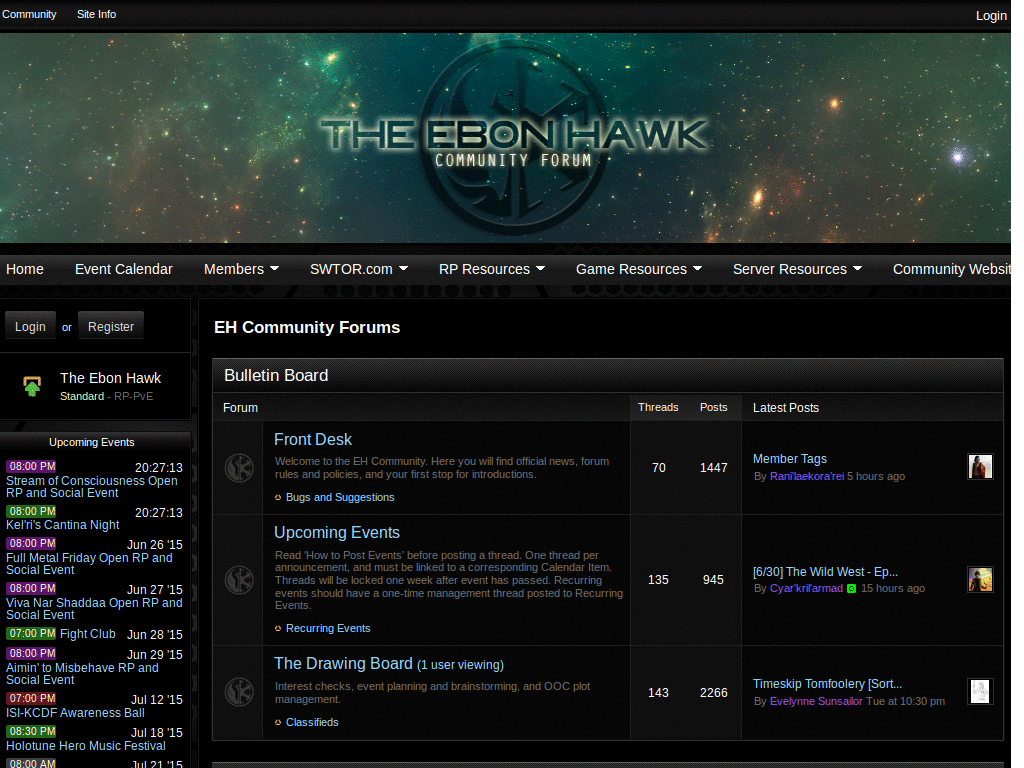 Community Site Info Login
THE EBON HAWK
COMMUNITY FORUM
Home Event Calendar Members SWTOR.com RP Resources Game Resources Server Resources Community Websit
Login or Register
The Ebon Hawk
Standard - RP-PvE
Upcoming Events
08:00 PM 20:27:13
Stream of Consciousness Open
RP and Social Event
08:00 PM 20:27:13
Kel'ri's Cantina Night
08:00 PM Jun 26 '15
Full Metal Friday Open RP and
Social Event
08:00 PM Jun 27 '15
Viva Nar Shaddaa Open RP and
Social Event
07:00 PM Fight Club Jun 28 '15
08:00 PM Jun 29 '15
Aimin' to Misbehave RP and
Social Event
07:00 PM Jul 12 '15
ISI-KCDF Awareness Ball
08:30 PM Jul 18 '15
Holotune Hero Music Festival
08:00 AM Jul 21 '15
EH Community Forums
Bulletin Board
Forum Threads Posts Latest Posts
Front Desk
Welcome to the EH Community. Here you will find official news, forum
rules and policies, and your first stop for introductions.
Bugs and Suggestions
70 1447
Member Tags
By Rani'laekora'rei 5 hours ago
Upcoming Events
Read 'How to Post Events' before posting a thread. One thread per
announcement, and must be linked to a corresponding Calendar Item.
Threads will be locked one week after event has passed. Recurring
events should have a one-time management thread posted to Recurring
Events.
Recurring Events
135 945
[6/30] The Wild West - Ep...
By Cyar'kril'armad 15 hours ago
The Drawing Board (1 user viewing)
Interest checks, event planning and brainstorming, and OOC plot
management.
Classifieds
143 2266
Timeskip Tomfoolery [Sort...
By Evelynne Sunsailor Tue at 10:30 pm